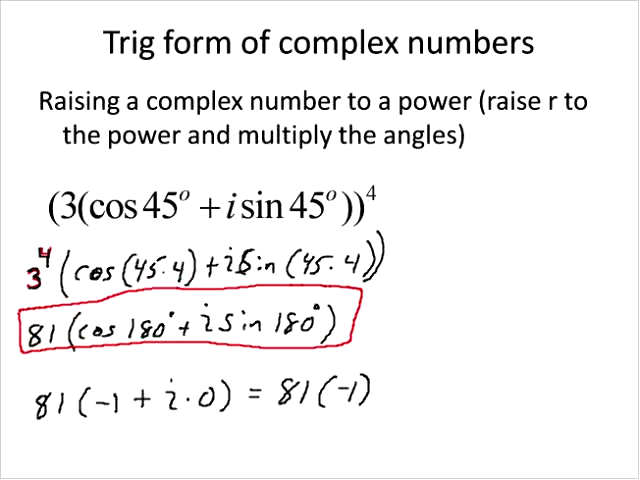 Trig form of complex numbers
Raising a complex number to a power (raise r to
the power and multiply the angles)
(3(cos 45° + i sin 45°))⁴
3⁴(cos(45·4) + i sin(45·4))
81(cos 180° + i sin 180°)
81(-1 + i·0) = 81(-1)